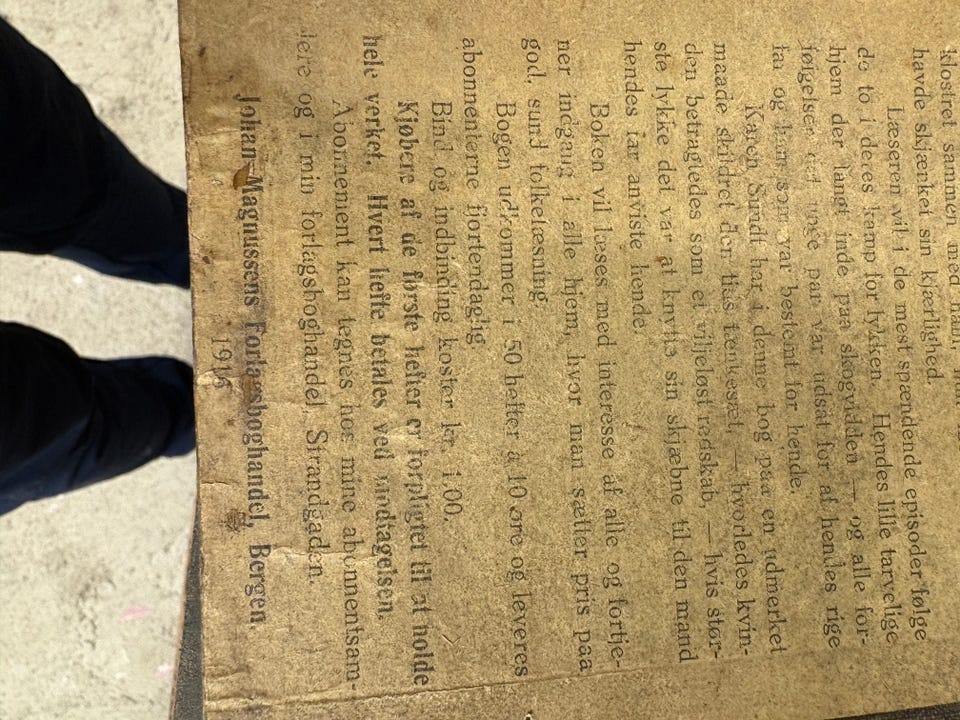 klostret sammen med ham,
havde skjænket sin kjærlighed.
Læseren vil i de mest spændende episoder følge
de to i deres kamp for lykken. Hendes lille tarvelige
hjem der langt inde paa skogvidden — og alle for-
følgelser det unge par var udsat for af hendes rige
far og ham som var bestemt for hende.
Karen Sundt har i denne bog paa en udmerket
maade skildret den tids tænkesæt, — hvorledes kvin-
den betragtedes som et viljeløst redskab, — hvis stør-
ste lykke det var at knytte sin skjæbne til den mand
hendes far anviste hende.
Boken vil læses med interesse af alle og fortje-
ner indgang i alle hjem, hvor man sætter pris paa
god, sund folkelæsning.
Bogen udkommer i 50 hefter à 10 øre og leveres
abonnenterne fjortendaglig.
Bind og indbinding koster kr. 1.00.
Kjøbere af de første hefter er forpligtet til at holde
hele verket. Hvert hefte betales ved modtagelsen.
Abonnement kan tegnes hos mine abonnentsam-
lere og i min forlagsboghandel Strandgaden.
Johan Magnussens Forlagsboghandel, Bergen